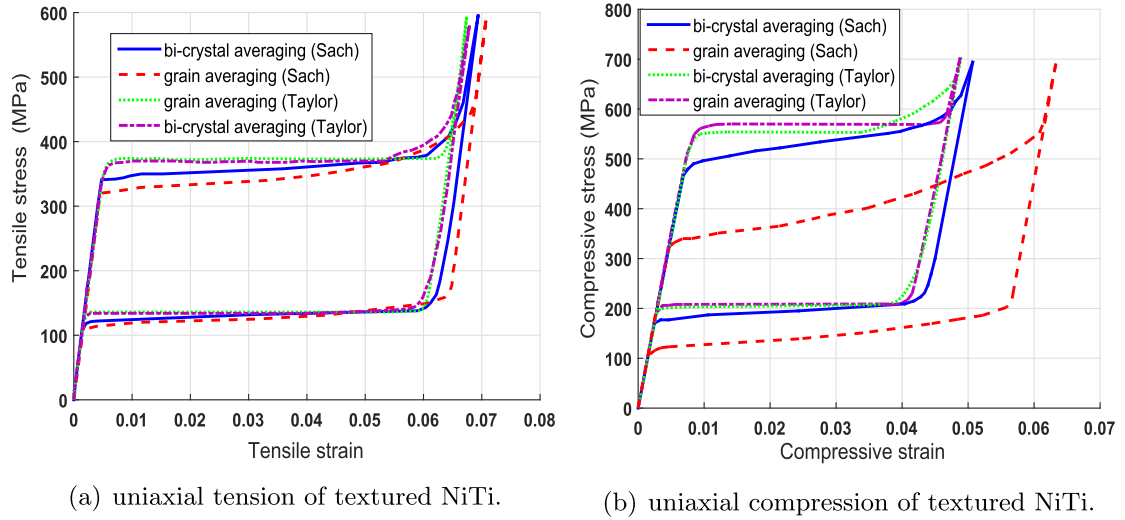 600
500
400
300
200
100
0
0 0.01 0.02 0.03 0.04 0.05 0.06 0.07 0.08
Tensile stress (MPa)
Tensile strain
bi-crystal averaging (Sach)
grain averaging (Sach)
grain averaging (Taylor)
bi-crystal averaging (Taylor)
(a) uniaxial tension of textured NiTi.
800
700
600
500
400
300
200
100
0
0 0.01 0.02 0.03 0.04 0.05 0.06 0.07
Compressive stress (MPa)
Compressive strain
bi-crystal averaging (Sach)
grain averaging (Sach)
bi-crystal averaging (Taylor)
grain averaging (Taylor)
(b) uniaxial compression of textured NiTi.